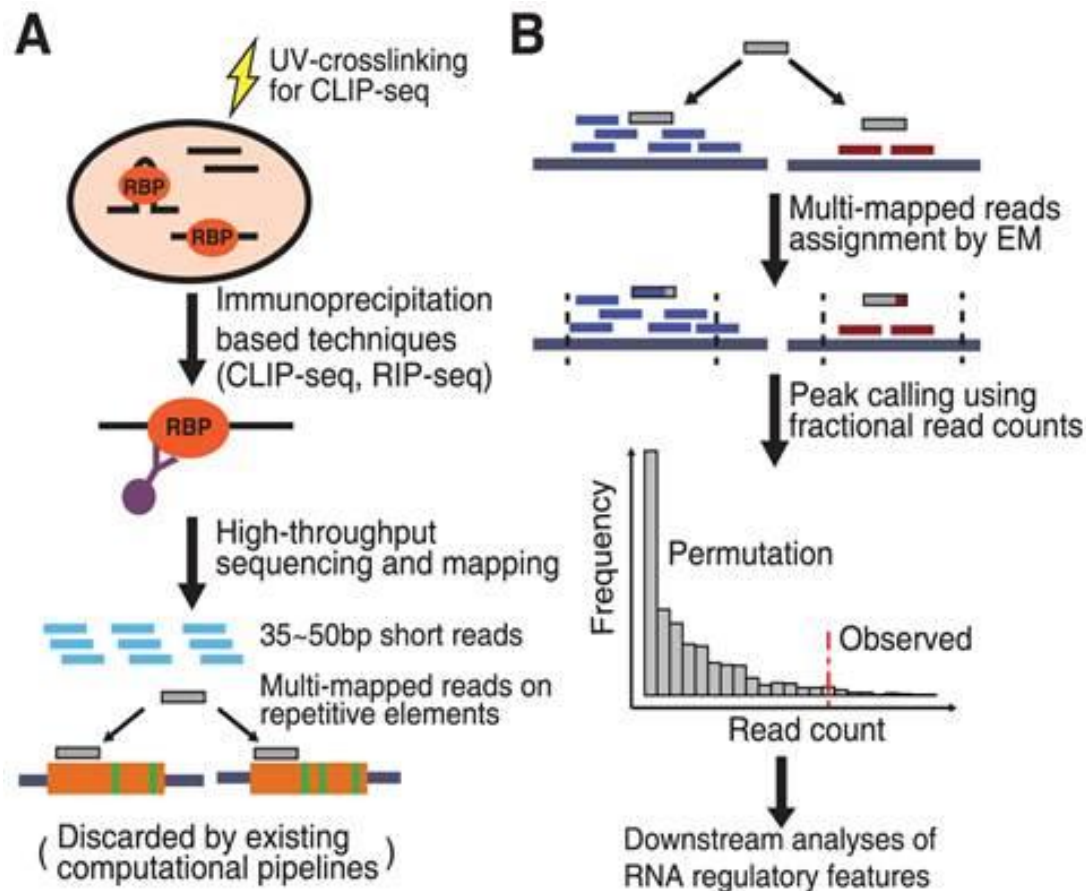 A
UV-crosslinking
for CLIP-seq
RBP
RBP
Immunoprecipitation
based techniques
(CLIP-seq, RIP-seq)
RBP
High-throughput
sequencing and mapping
35~50bp short reads
Multi-mapped reads on
repetitive elements
( Discarded by existing
computational pipelines )
B
Multi-mapped reads
assignment by EM
Peak calling using
fractional read counts
Frequency
Permutation
Observed
Read count
Downstream analyses of
RNA regulatory features